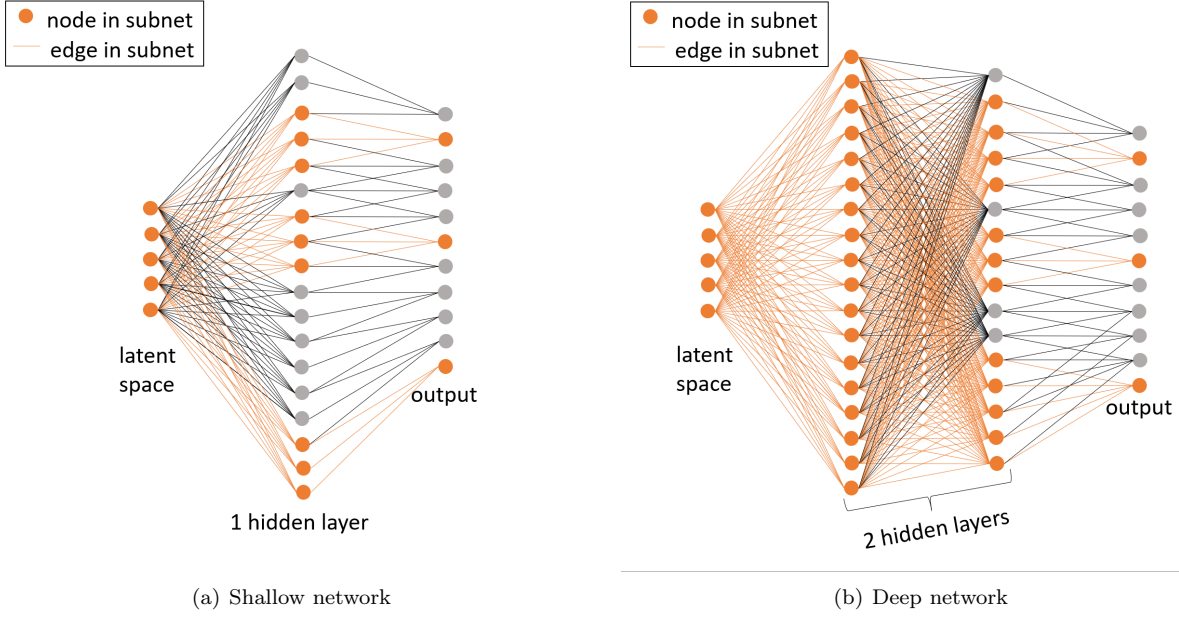 node in subnet
edge in subnet
latent
space
output
1 hidden layer
(a) Shallow network
node in subnet
edge in subnet
latent
space
output
2 hidden layers
(b) Deep network